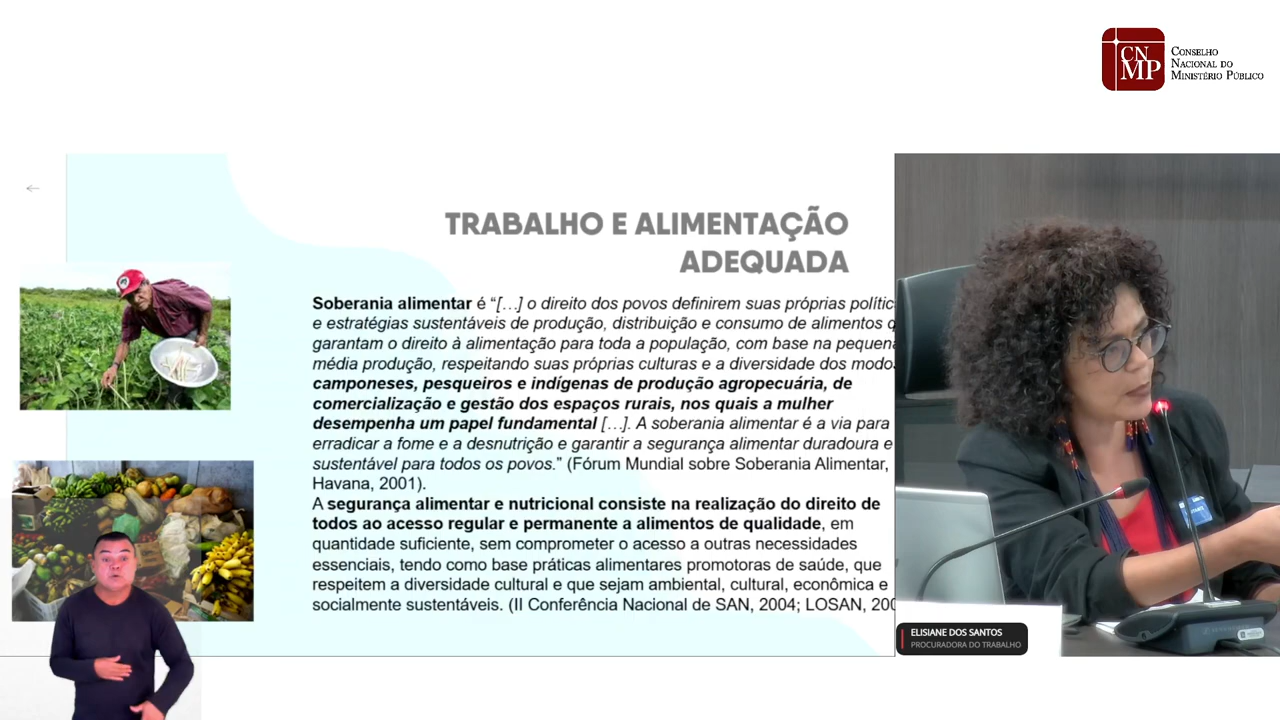 CN
MP
CONSELHO
NACIONAL DO
MINISTÉRIO PÚBLICO
TRABALHO E ALIMENTAÇÃO
ADEQUADA
Soberania alimentar é “[…] o direito dos povos definirem suas próprias polític
e estratégias sustentáveis de produção, distribuição e consumo de alimentos q
garantam o direito à alimentação para toda a população, com base na pequen
média produção, respeitando suas próprias culturas e a diversidade dos modos
camponeses, pesqueiros e indígenas de produção agropecuária, de
comercialização e gestão dos espaços rurais, nos quais a mulher
desempenha um papel fundamental […]. A soberania alimentar é a via para
erradicar a fome e a desnutrição e garantir a segurança alimentar duradoura e
sustentável para todos os povos.” (Fórum Mundial sobre Soberania Alimentar,
Havana, 2001).
A segurança alimentar e nutricional consiste na realização do direito de
todos ao acesso regular e permanente a alimentos de qualidade, em
quantidade suficiente, sem comprometer o acesso a outras necessidades
essenciais, tendo como base práticas alimentares promotoras de saúde, que
respeitem a diversidade cultural e que sejam ambiental, cultural, econômica e
socialmente sustentáveis. (II Conferência Nacional de SAN, 2004; LOSAN, 200
ELISIANE DOS SANTOS
PROCURADORA DO TRABALHO